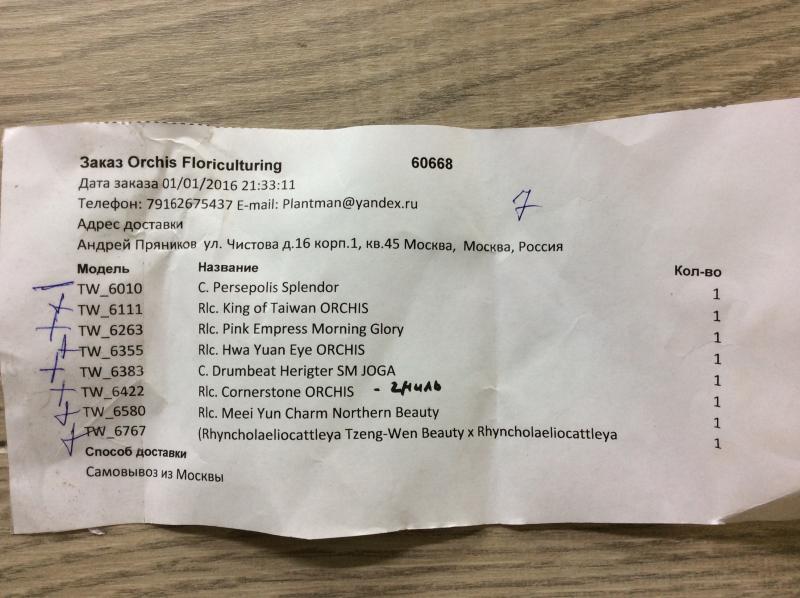 Заказ Orchis Floriculturing 60668
Дата заказа 01/01/2016 21:33:11
Телефон: 79162675437 E-mail: Plantman@yandex.ru
7
Адрес доставки
Андрей Пряников ул. Чистова д.16 корп.1, кв.45 Москва, Москва, Россия
Модель Название Кол-во
TW_6010 C. Persepolis Splendor 1
TW_6111 Rlc. King of Taiwan ORCHIS 1
TW_6263 Rlc. Pink Empress Morning Glory 1
TW_6355 Rlc. Hwa Yuan Eye ORCHIS 1
TW_6383 C. Drumbeat Herigter SM JOGA 1
TW_6422 Rlc. Cornerstone ORCHIS - гниль 1
TW_6580 Rlc. Meei Yun Charm Northern Beauty 1
TW_6767 (Rhyncholaeliocattleya Tzeng-Wen Beauty x Rhyncholaeliocattleya 1
Способ доставки
Самовывоз из Москвы